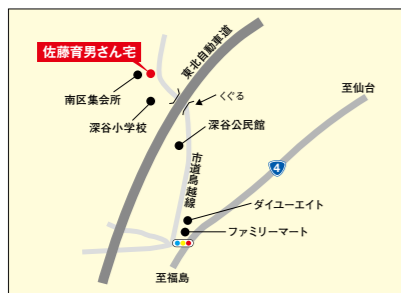 佐藤育男さん宅
東北自動車道
至仙台
南区集会所
くぐる
深谷小学校
深谷公民館
市道鳥越線
4
ダイユーエイト
ファミリーマート
至福島